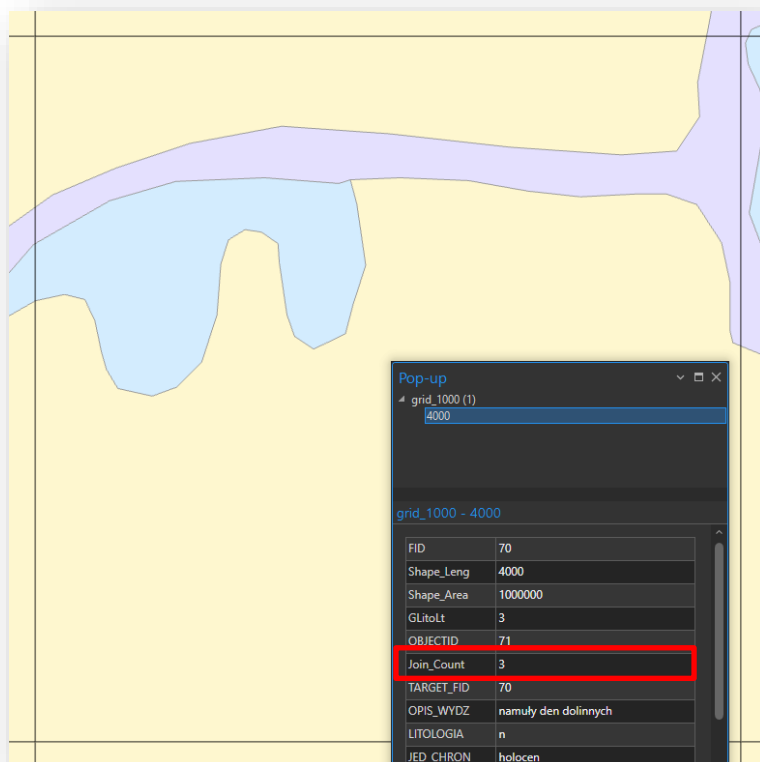 Pop-up
grid_1000 (1)
4000
grid_1000 - 4000
FID 70
Shape_Leng 4000
Shape_Area 1000000
GLitoLt 3
OBJECTID 71
Join_Count 3
TARGET_FID 70
OPIS_WYDZ namuły den dolinnych
LITOLOGIA n
JED_CHRON holocen